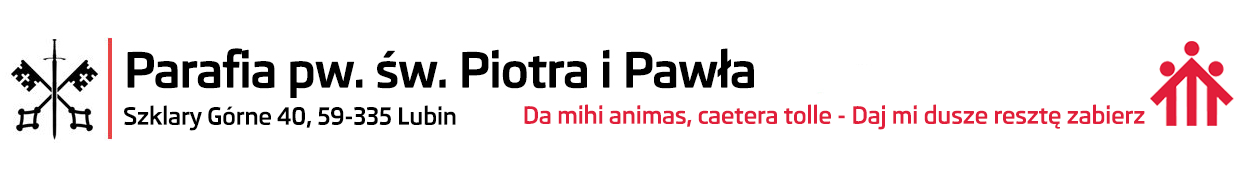 Parafia pw. św. Piotra i Pawła
Szklary Górne 40, 59-335 Lubin
Da mihi animas, caetera tolle - Daj mi dusze resztę zabierz